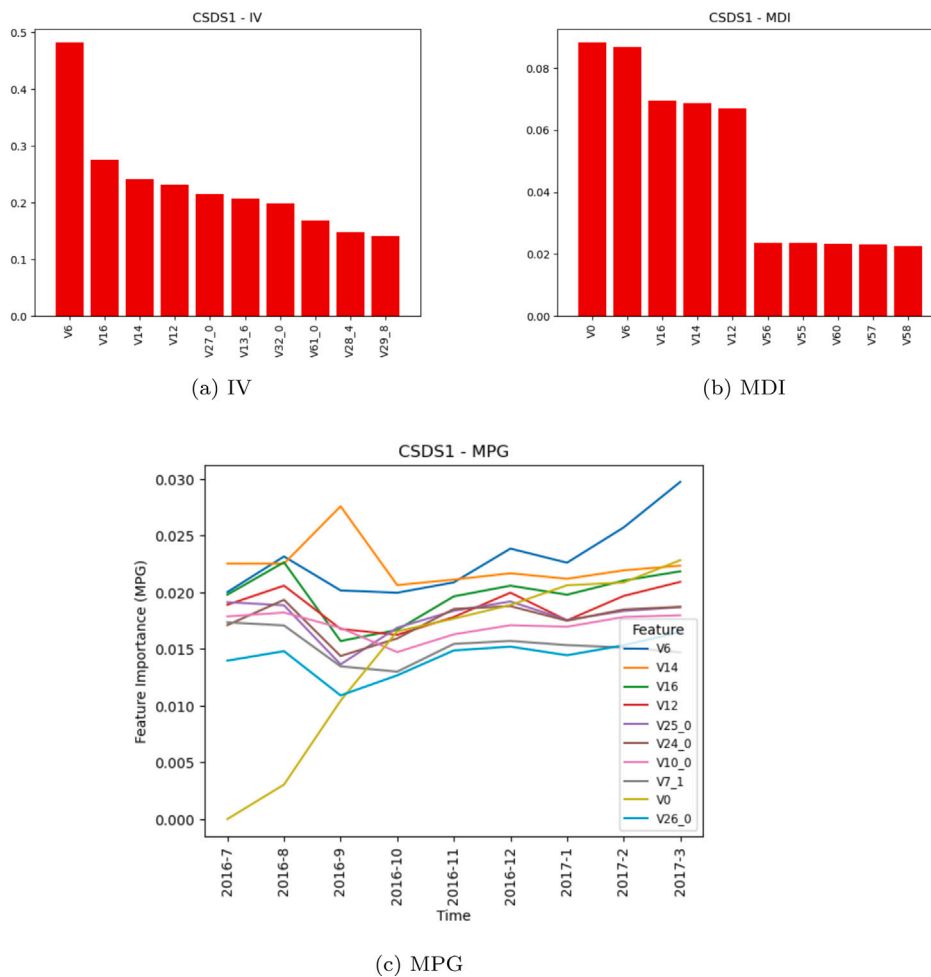 CSDS1 - IV
0.5
0.4
0.3
0.2
0.1
0.0
V6 V16 V14 V12 V27_0 V13_6 V32_0 V61_0 V28_4 V29_8
(a) IV
CSDS1 - MDI
0.08
0.06
0.04
0.02
0.00
V0 V6 V16 V14 V12 V56 V55 V60 V57 V58
(b) MDI
CSDS1 - MPG
Feature Importance (MPG)
0.030
0.025
0.020
0.015
0.010
0.005
0.000
Feature
V6
V14
V16
V12
V25_0
V24_0
V10_0
V7_1
V0
V26_0
2016-7 2016-8 2016-9 2016-10 2016-11 2016-12 2017-1 2017-2 2017-3
Time
(c) MPG